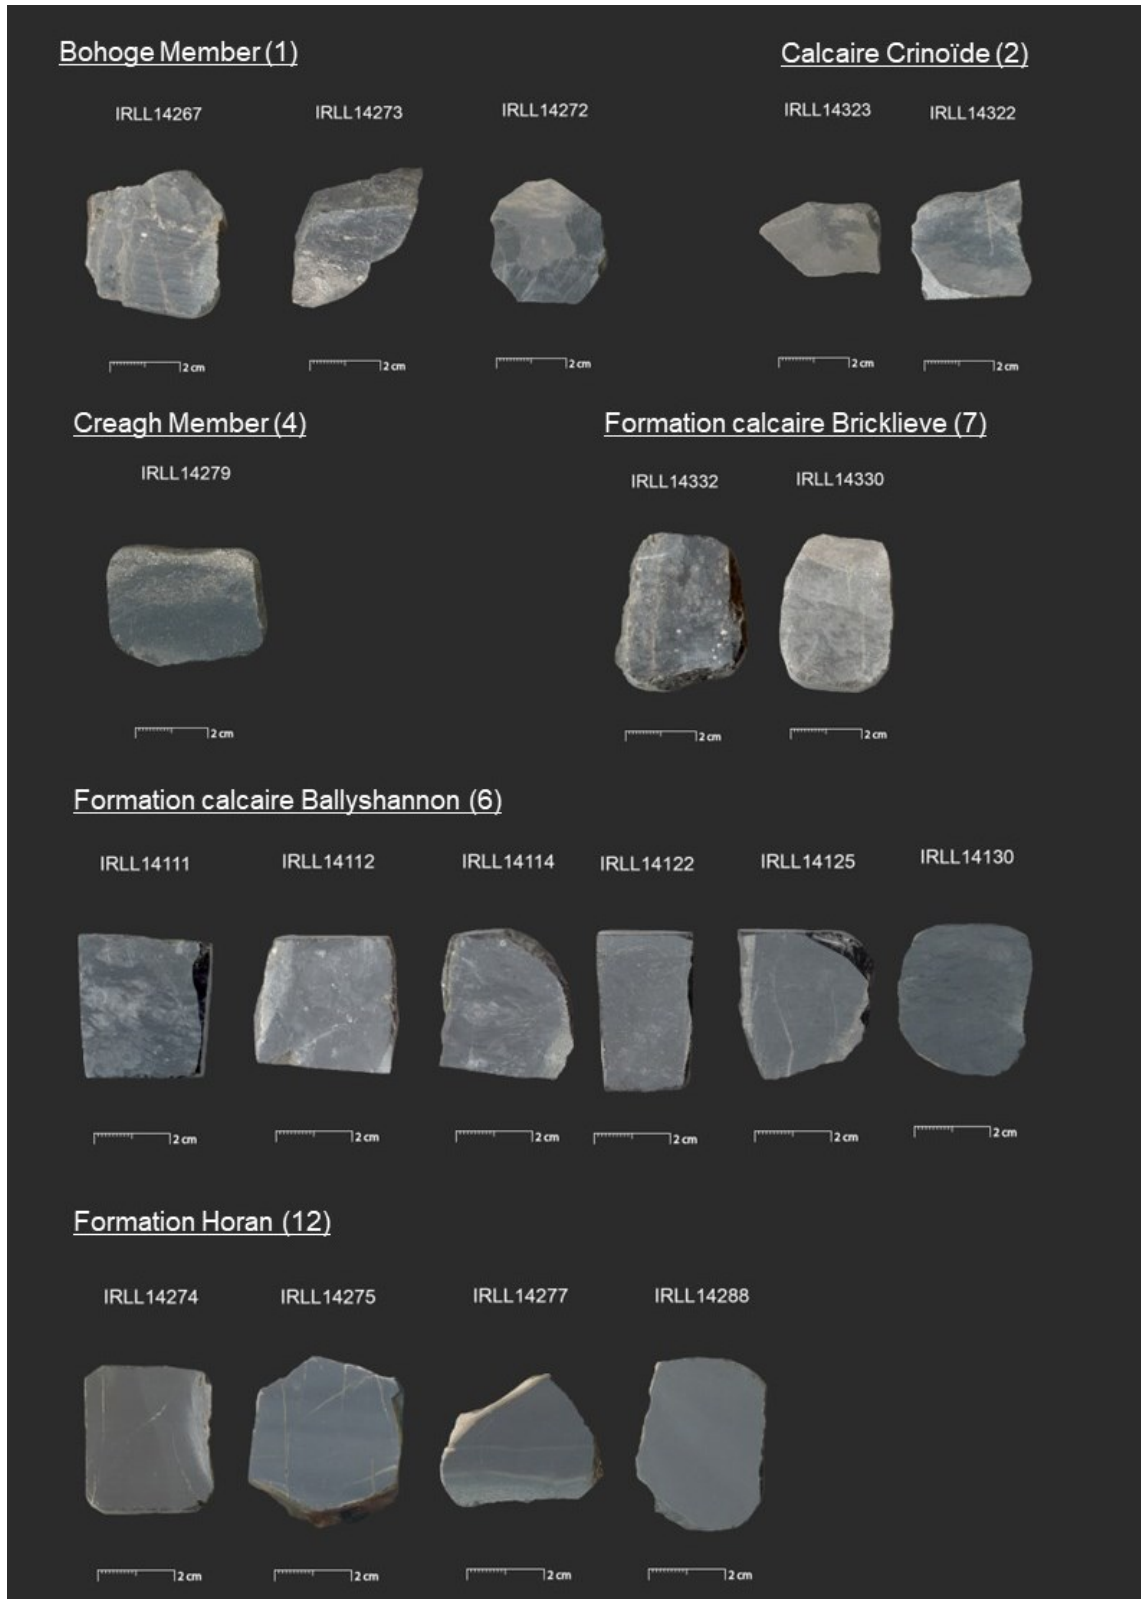 Bohoge Member (1)
Calcaire Crinoïde (2)
IRLL14267
IRLL14273
IRLL14272
IRLL14323
IRLL14322
2 cm
2 cm
2 cm
2 cm
2 cm
Creagh Member (4)
Formation calcaire Bricklieve (7)
IRLL14279
IRLL14332
IRLL14330
2 cm
2 cm
2 cm
Formation calcaire Ballyshannon (6)
IRLL14111
IRLL14112
IRLL14114
IRLL14122
IRLL14125
IRLL14130
2 cm
2 cm
2 cm
2 cm
2 cm
2 cm
Formation Horan (12)
IRLL14274
IRLL14275
IRLL14277
IRLL14288
2 cm
2 cm
2 cm
2 cm